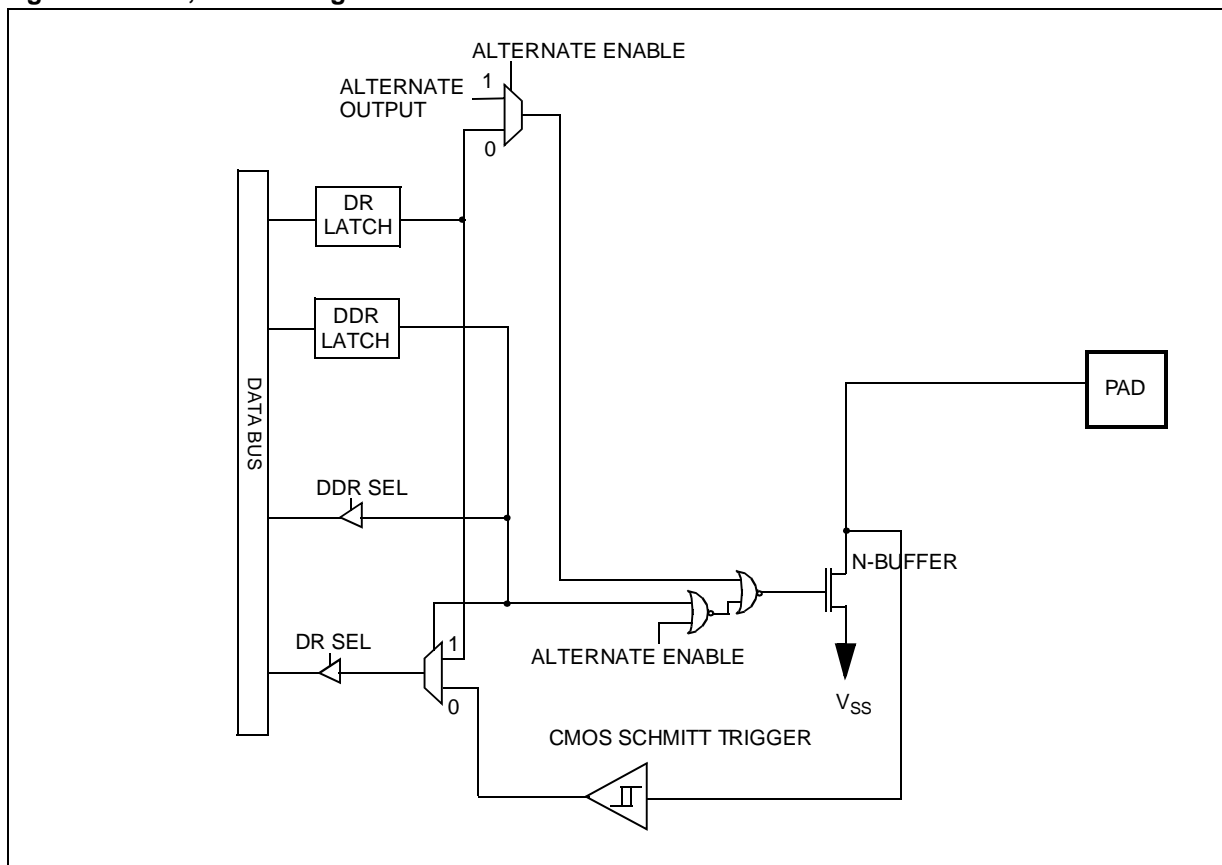 ALTERNATE ENABLE
ALTERNATE
OUTPUT
1
0
DR
LATCH
DDR
LATCH
DATA BUS
PAD
DDR SEL
N-BUFFER
DR SEL
1
0
ALTERNATE ENABLE
VSS
CMOS SCHMITT TRIGGER